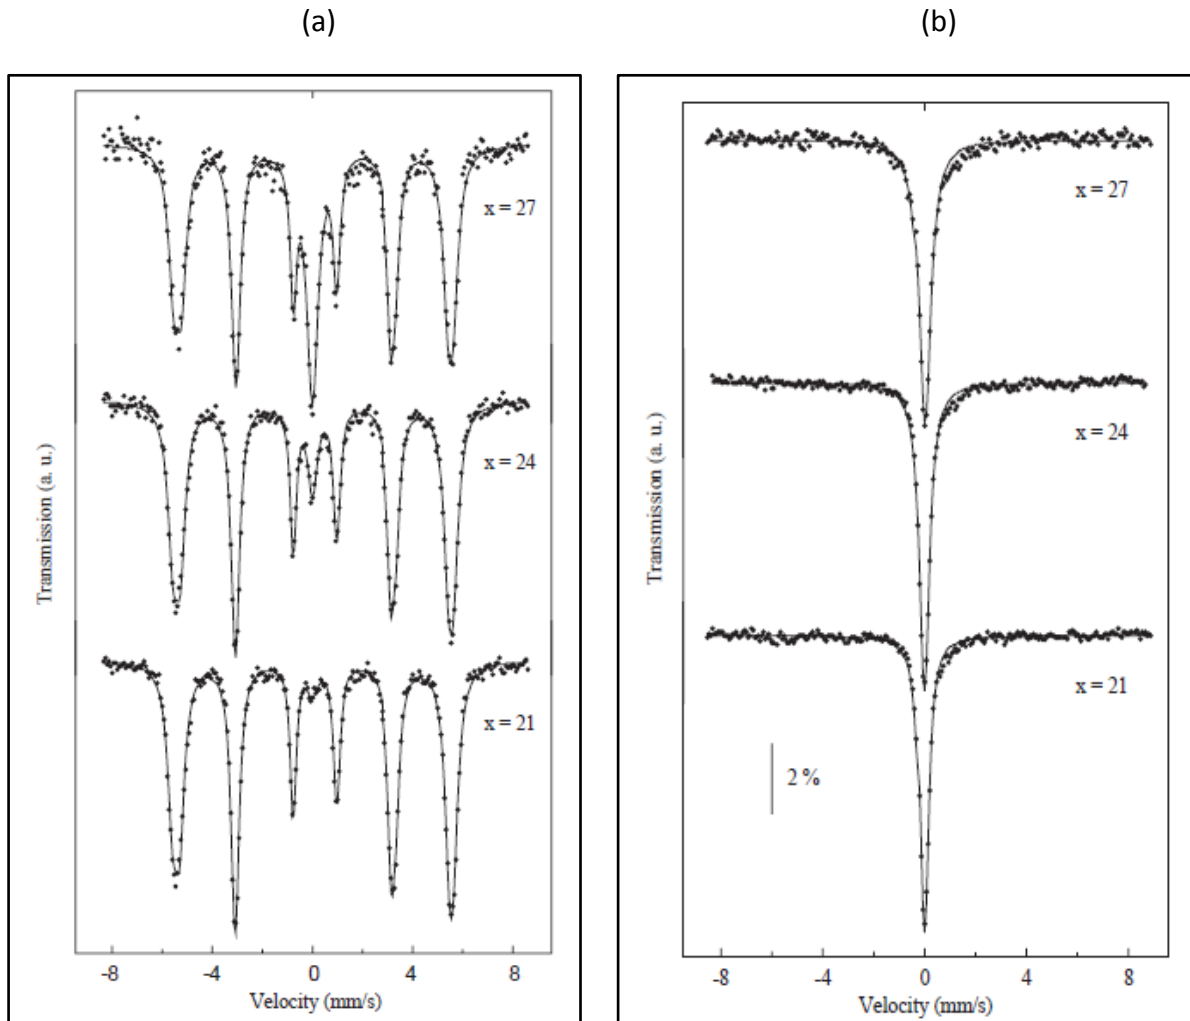 (a)
(b)
x = 27
x = 24
x = 21
Transmission (a. u.)
-8
-4
0
4
8
Velocity (mm/s)
x = 27
x = 24
x = 21
2 %
Transmission (a. u.)
-8
-4
0
4
8
Velocity (mm/s)